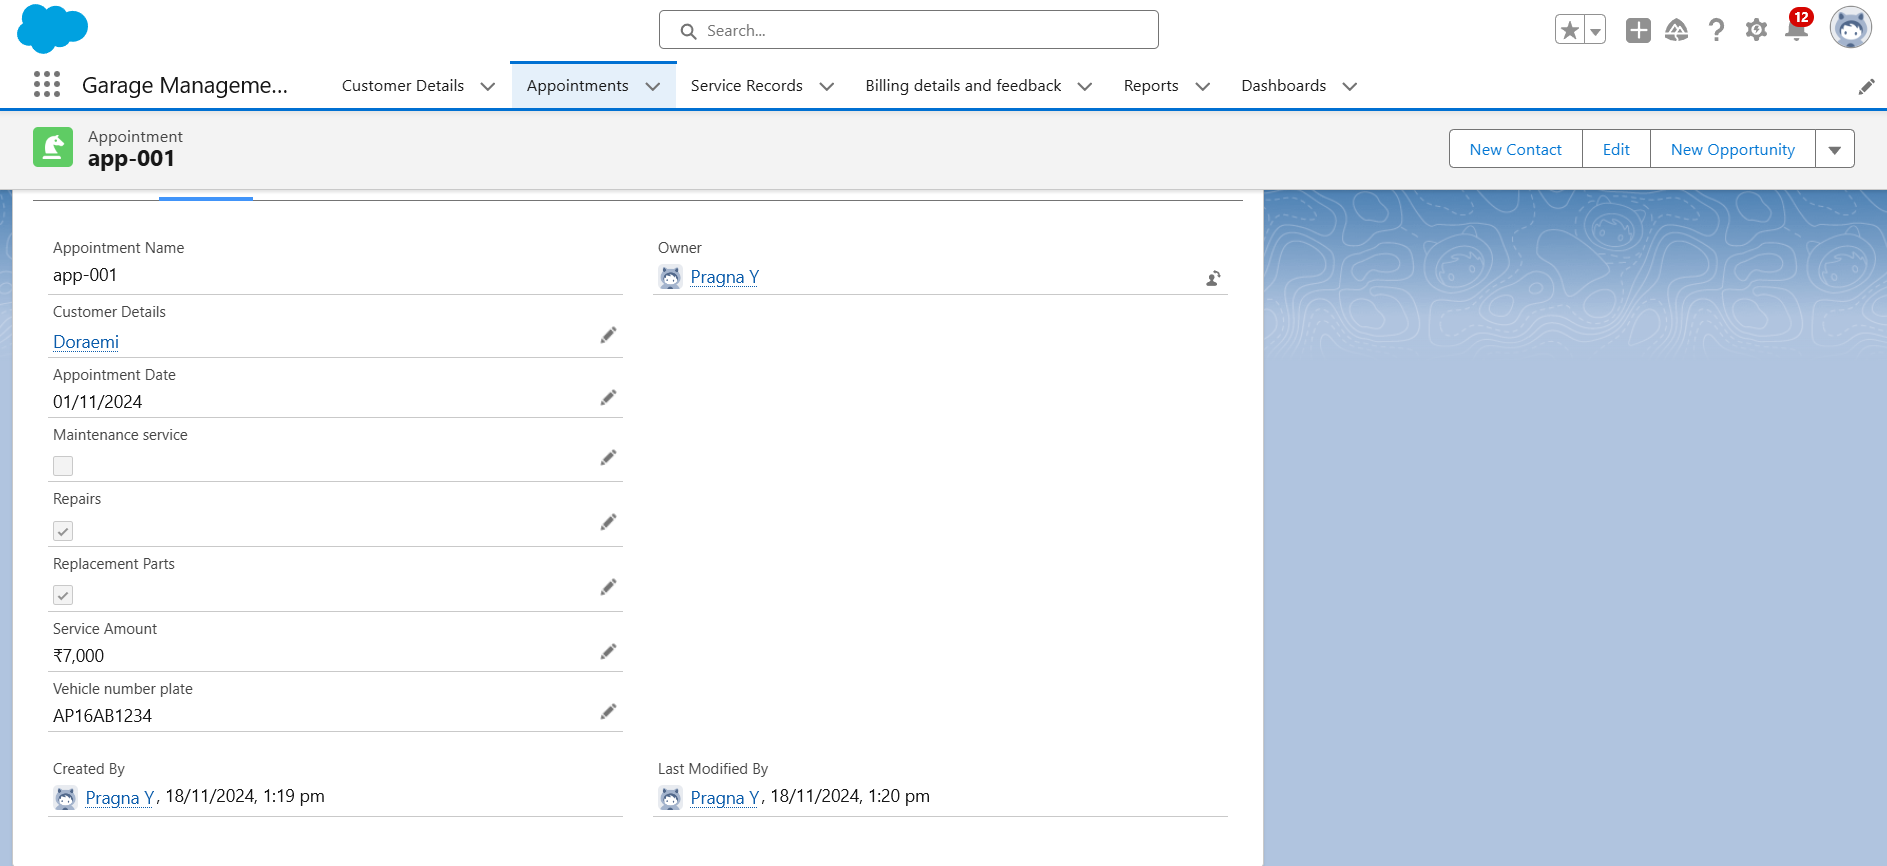 Search...
12
Garage Manageme...
Customer Details
Appointments
Service Records
Billing details and feedback
Reports
Dashboards
Appointment
app-001
New Contact
Edit
New Opportunity
Appointment Name
app-001
Owner
Pragna Y
Customer Details
Doraemi
Appointment Date
01/11/2024
Maintenance service
Repairs
Replacement Parts
Service Amount
₹7,000
Vehicle number plate
AP16AB1234
Created By
Pragna Y, 18/11/2024, 1:19 pm
Last Modified By
Pragna Y, 18/11/2024, 1:20 pm